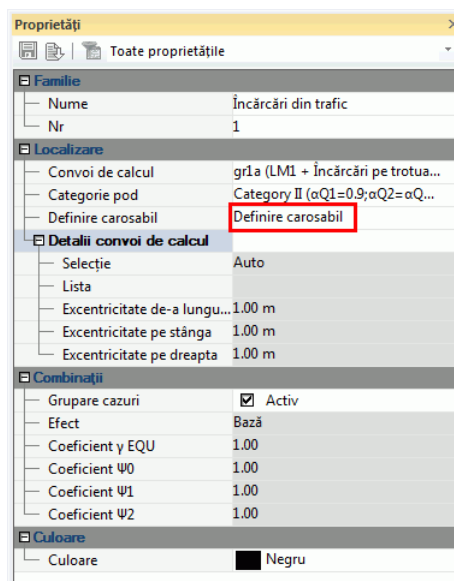 Proprietăți
Toate proprietățile
Familie
Nume Încărcări din trafic
Nr 1
Localizare
Convoi de calcul gr1a (LM1 + Încărcări pe trotua...
Categorie pod Category II (αQ1=0.9;αQ2=αQ...
Definire carosabil Definire carosabil
Detalii convoi de calcul
Selecție Auto
Lista
Excentricitate de-a lungu... 1.00 m
Excentricitate pe stânga 1.00 m
Excentricitate pe dreapta 1.00 m
Combinații
Grupare cazuri Activ
Efect Bază
Coeficient γ EQU 1.00
Coeficient Ψ0 1.00
Coeficient Ψ1 1.00
Coeficient Ψ2 1.00
Culoare
Culoare Negru